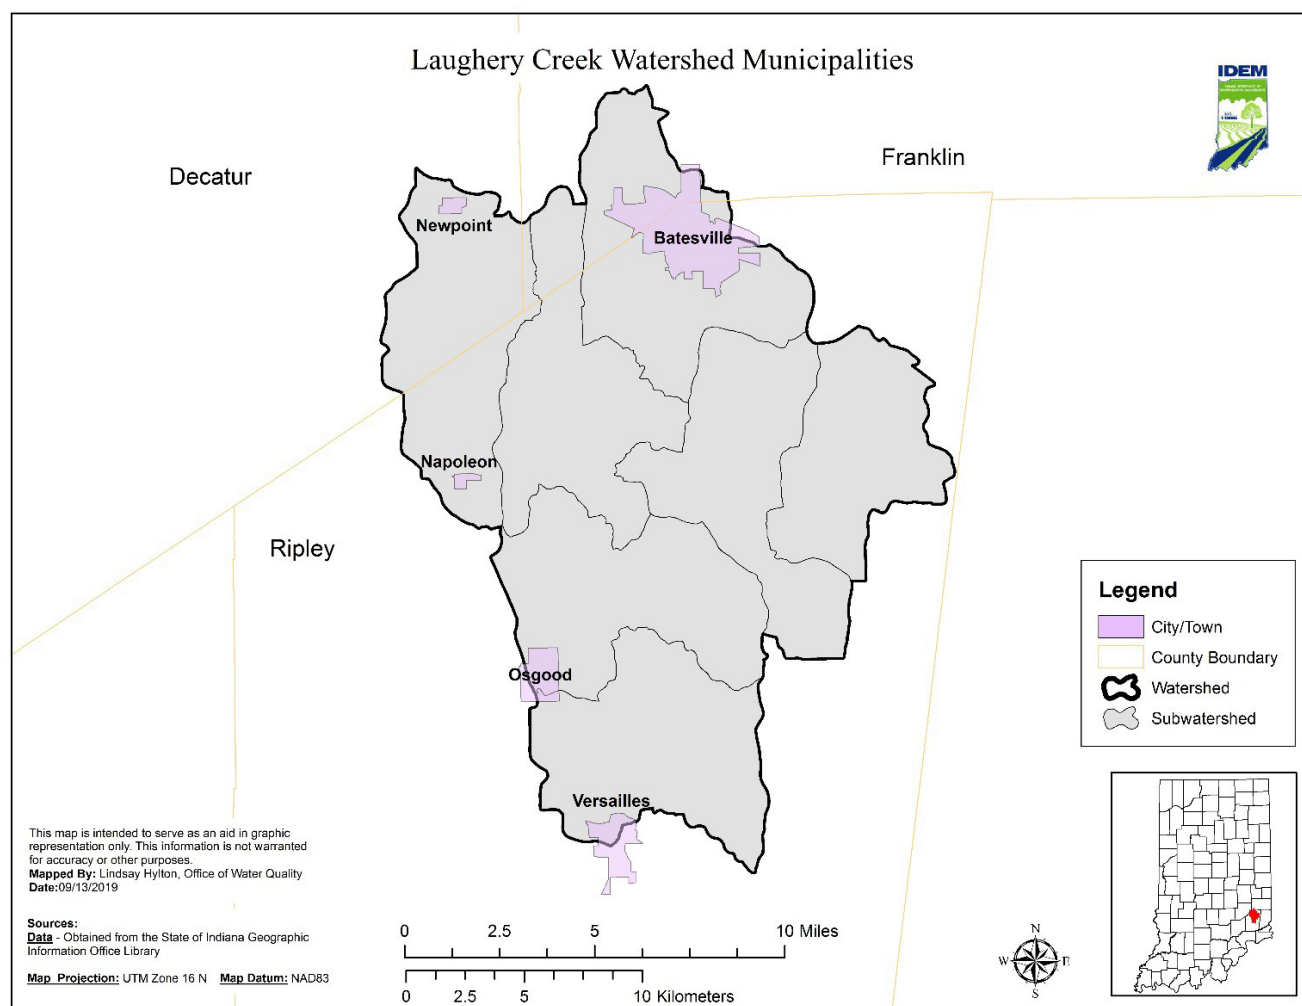 Laughery Creek Watershed Municipalities
IDEM
Decatur
Franklin
Newpoint
Batesville
Napoleon
Ripley
Osgood
Versailles
Legend
City/Town
County Boundary
Watershed
Subwatershed
This map is intended to serve as an aid in graphic
representation only. This information is not warranted
for accuracy or other purposes.
Mapped By: Lindsay Hylton, Office of Water Quality
Date:09/13/2019
Sources:
Data - Obtained from the State of Indiana Geographic
Information Office Library
Map Projection: UTM Zone 16 N Map Datum: NAD83
0 2.5 5 10 Miles
0 2.5 5 10 Kilometers
N
W E
S